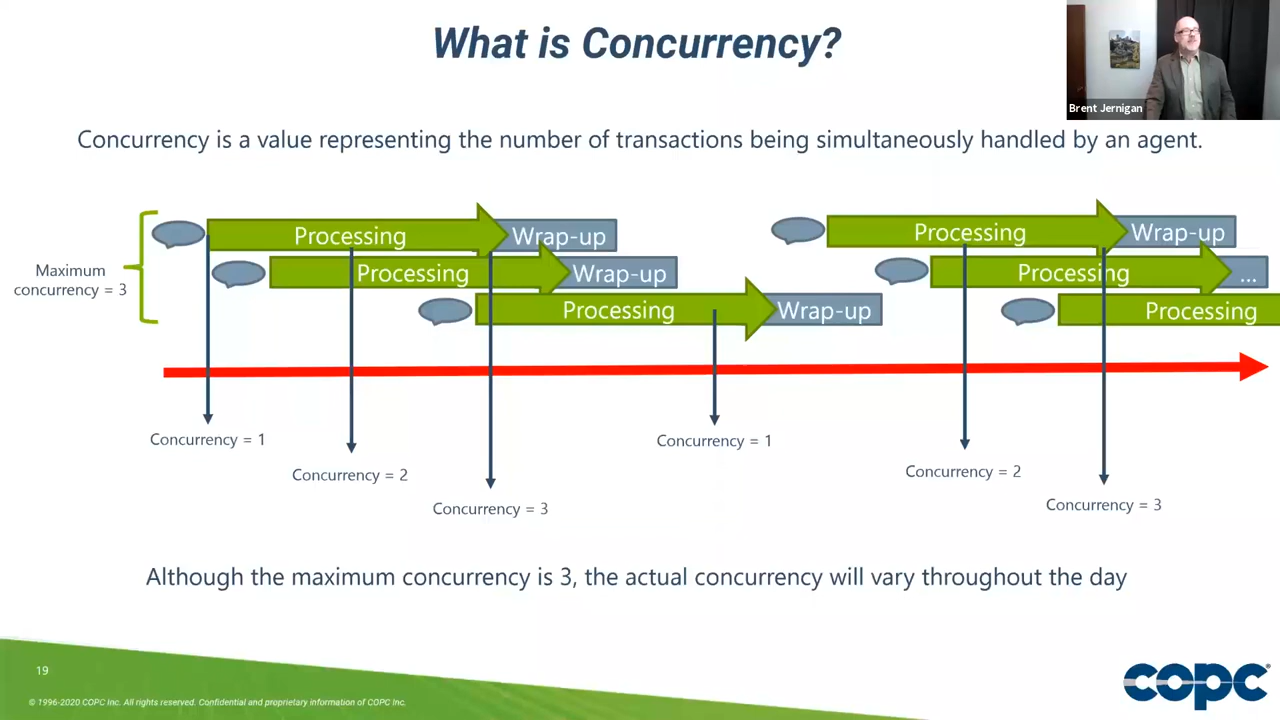 What is Concurrency?
Brent Jernigan
Concurrency is a value representing the number of transactions being simultaneously handled by an agent.
Maximum
concurrency = 3
Processing
Wrap-up
Processing
Wrap-up
Processing
Wrap-up
Processing
Wrap-up
Processing
...
Processing
Concurrency = 1
Concurrency = 2
Concurrency = 3
Concurrency = 1
Concurrency = 2
Concurrency = 3
Although the maximum concurrency is 3, the actual concurrency will vary throughout the day
19
© 1996-2020 COPC Inc. All rights reserved. Confidential and proprietary information of COPC Inc.
copc®